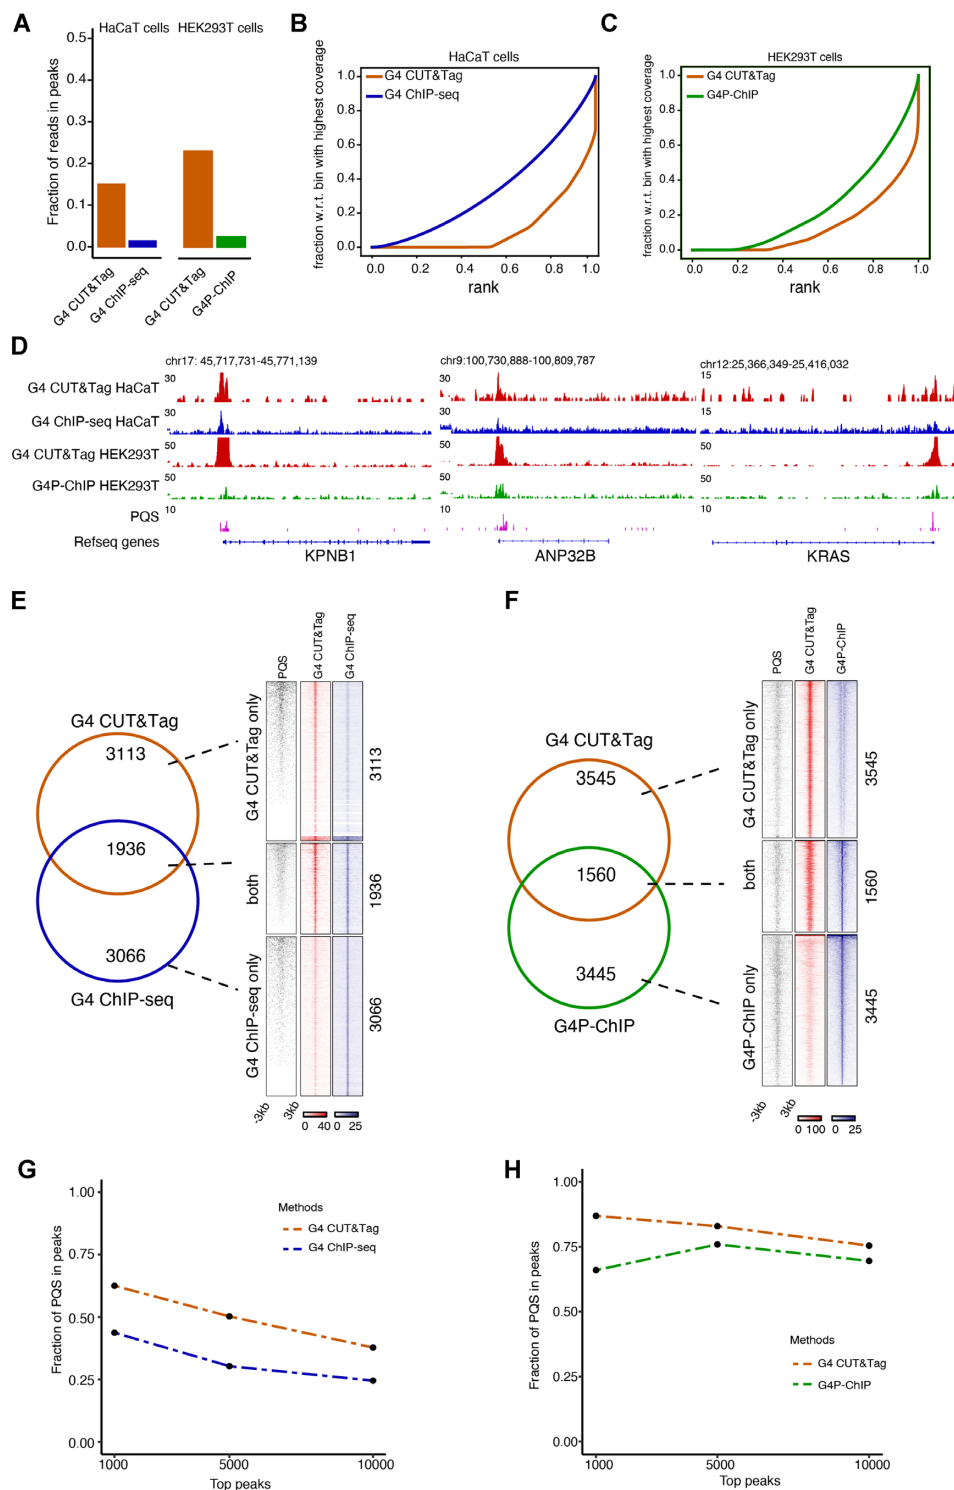 A
HaCaT cells HEK293T cells
Fraction of reads in peaks
0.5
0.4
0.3
0.2
0.1
0.0
G4 CUT&Tag
G4 ChIP-seq
G4 CUT&Tag
G4P-ChIP
B
HaCaT cells
fraction w.r.t. bin with highest coverage
G4 CUT&Tag
G4 ChIP-seq
1.0
0.8
0.6
0.4
0.2
0.0
0.0 0.2 0.4 0.6 0.8 1.0
rank
C
HEK293T cells
fraction w.r.t. bin with highest coverage
G4 CUT&Tag
G4P-ChIP
1.0
0.8
0.6
0.4
0.2
0.0
0.0 0.2 0.4 0.6 0.8 1.0
rank
D
chr17: 45,717,731-45,771,139 chr9:100,730,888-100,809,787 chr12:25,366,349-25,416,032
G4 CUT&Tag HaCaT 30 30 15
G4 ChIP-seq HaCaT 30 30 15
G4 CUT&Tag HEK293T 50 50 50
G4P-ChIP HEK293T 50 50 50
PQS 10 10 10
Refseq genes
KPNB1 ANP32B KRAS
E
G4 CUT&Tag
3113
1936
3066
G4 ChIP-seq
PQS
G4 CUT&Tag
G4 ChIP-seq
G4 CUT&Tag only
3113
both
1936
G4 ChIP-seq only
3066
-3kb 3kb
0 40 0 25
F
G4 CUT&Tag
3545
1560
3445
G4P-ChIP
PQS
G4 CUT&Tag
G4P-ChIP
G4 CUT&Tag only
3545
both
1560
G4P-ChIP only
3445
-3kb 3kb
0 100 0 25
G
Fraction of PQS in peaks
1.00
0.75
0.50
0.25
0.00
Methods
G4 CUT&Tag
G4 ChIP-seq
1000 5000 10000
Top peaks
H
Fraction of PQS in peaks
1.00
0.75
0.50
0.25
0.00
Methods
G4 CUT&Tag
G4P-ChIP
1000 5000 10000
Top peaks